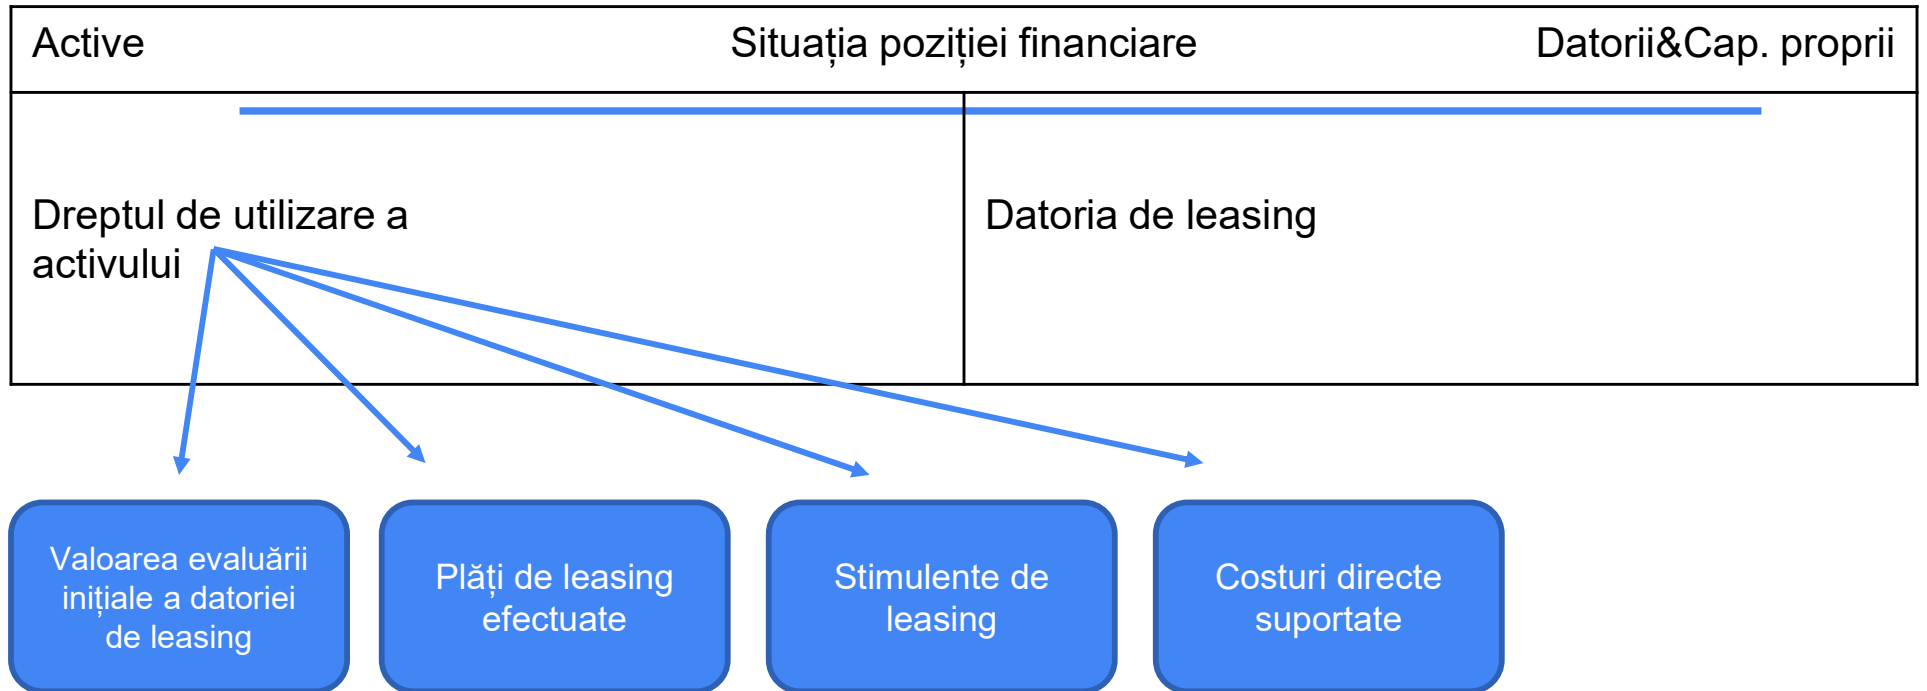 Active
Situația poziției financiare
Datorii&Cap. proprii
Dreptul de utilizare a
activului
Datoria de leasing
Valoarea evaluării
inițiale a datoriei
de leasing
Plăți de leasing
efectuate
Stimulente de
leasing
Costuri directe
suportate